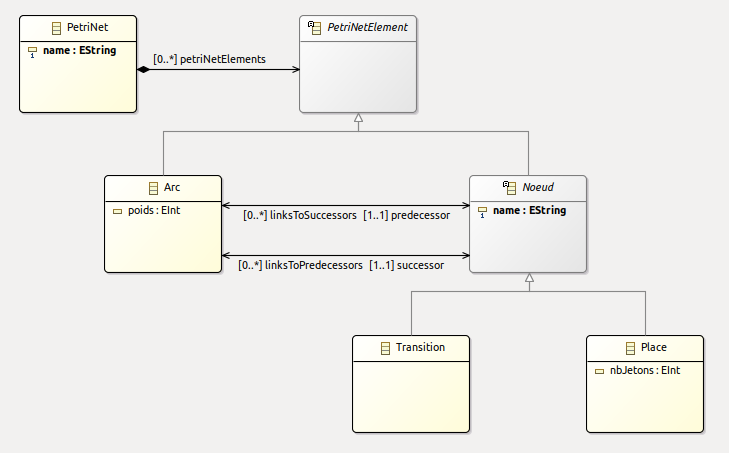 PetriNet
name : EString
[0..*] petriNetElements
PetriNetElement
Arc
poids : EInt
[0..*] linksToSuccessors [1..1] predecessor
[0..*] linksToPredecessors [1..1] successor
Noeud
name : EString
Transition
Place
nbJetons : EInt